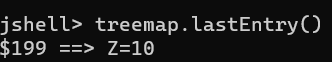 jshell> treemap.lastEntry()
$199 ==> Z=10